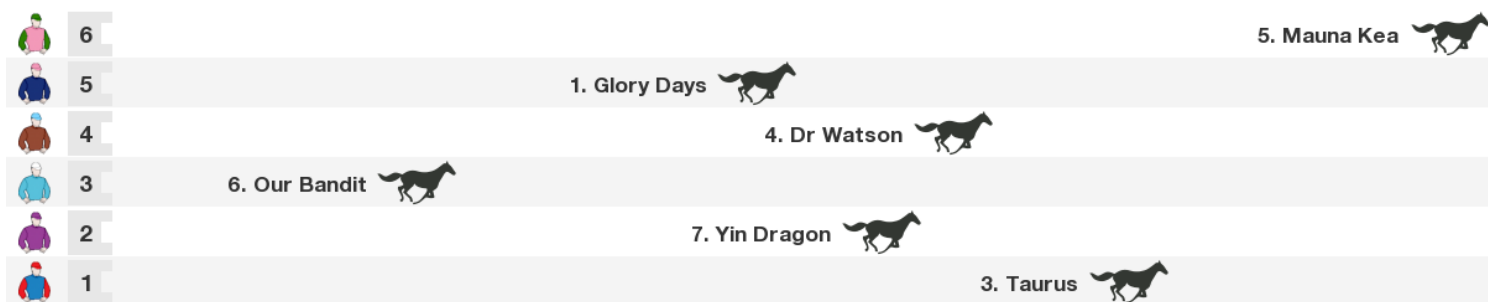 6 5. Mauna Kea
5 1. Glory Days
4 4. Dr Watson
3 6. Our Bandit
2 7. Yin Dragon
1 3. Taurus